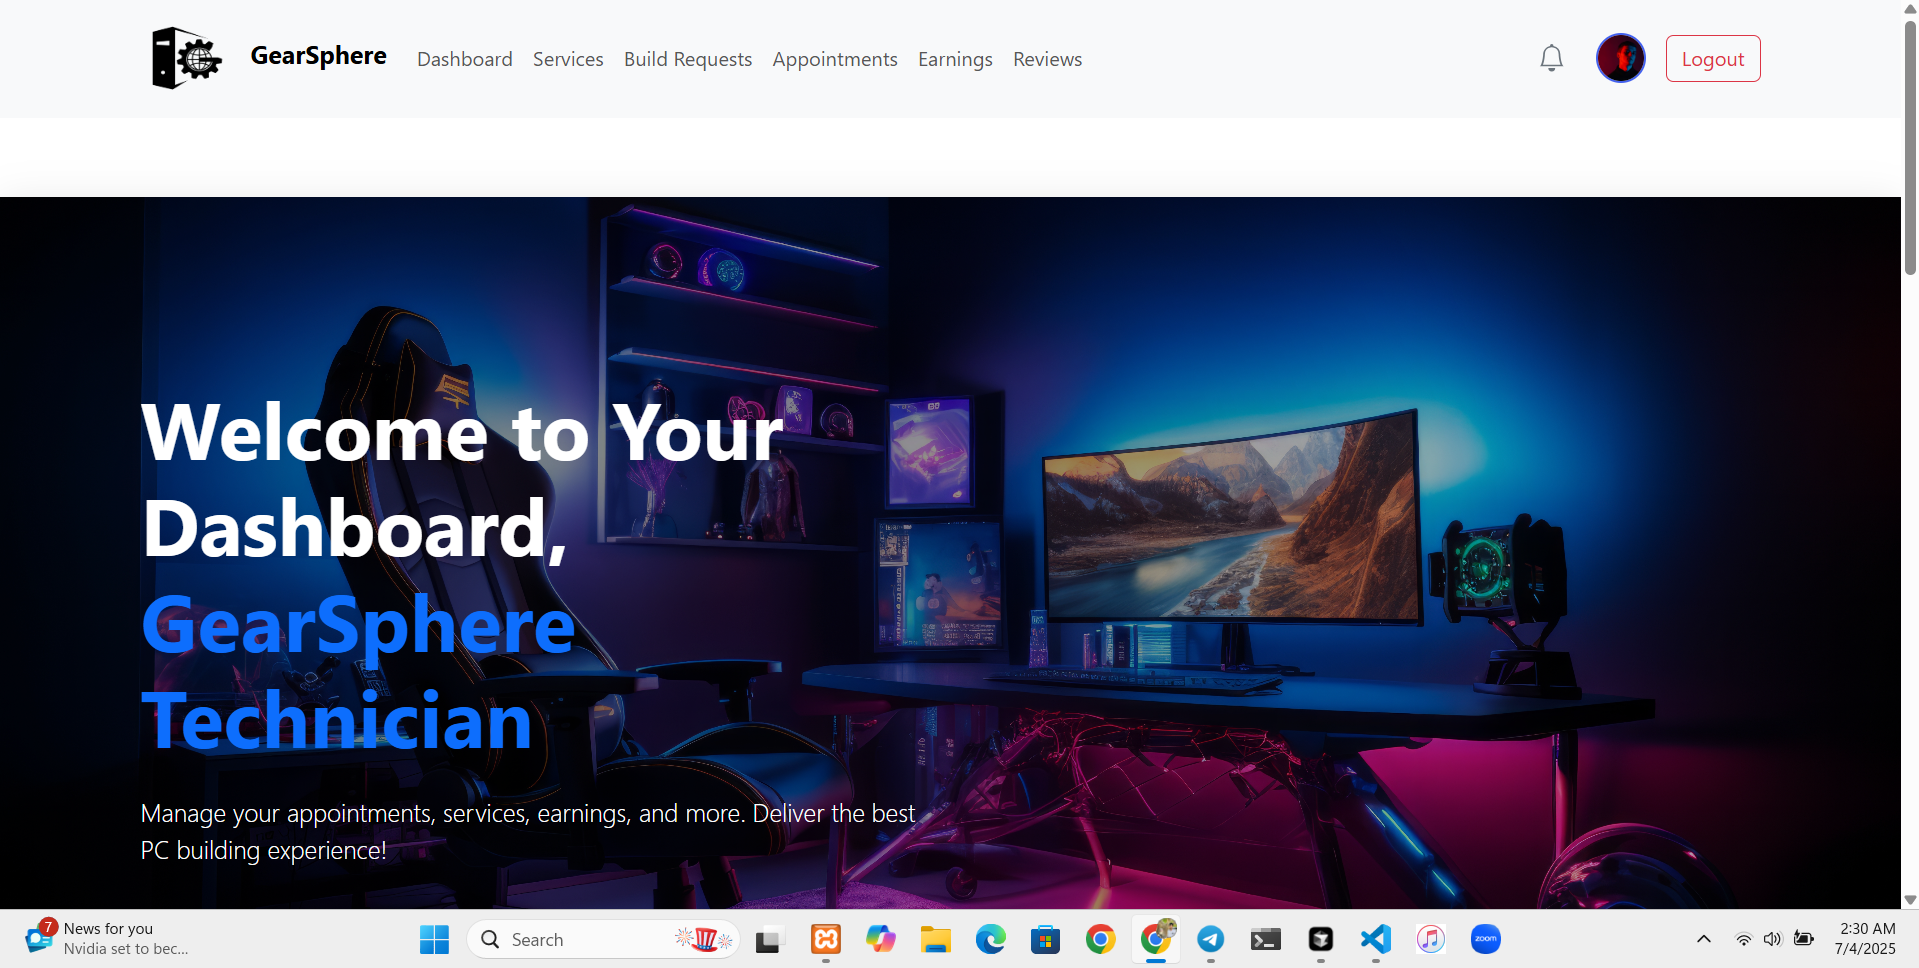 GearSphere
Dashboard Services Build Requests Appointments Earnings Reviews
Logout
Welcome to Your
Dashboard,
GearSphere
Technician
Manage your appointments, services, earnings, and more. Deliver the best
PC building experience!
7
News for you
Nvidia set to bec...
Search
zoom
2:30 AM
7/4/2025